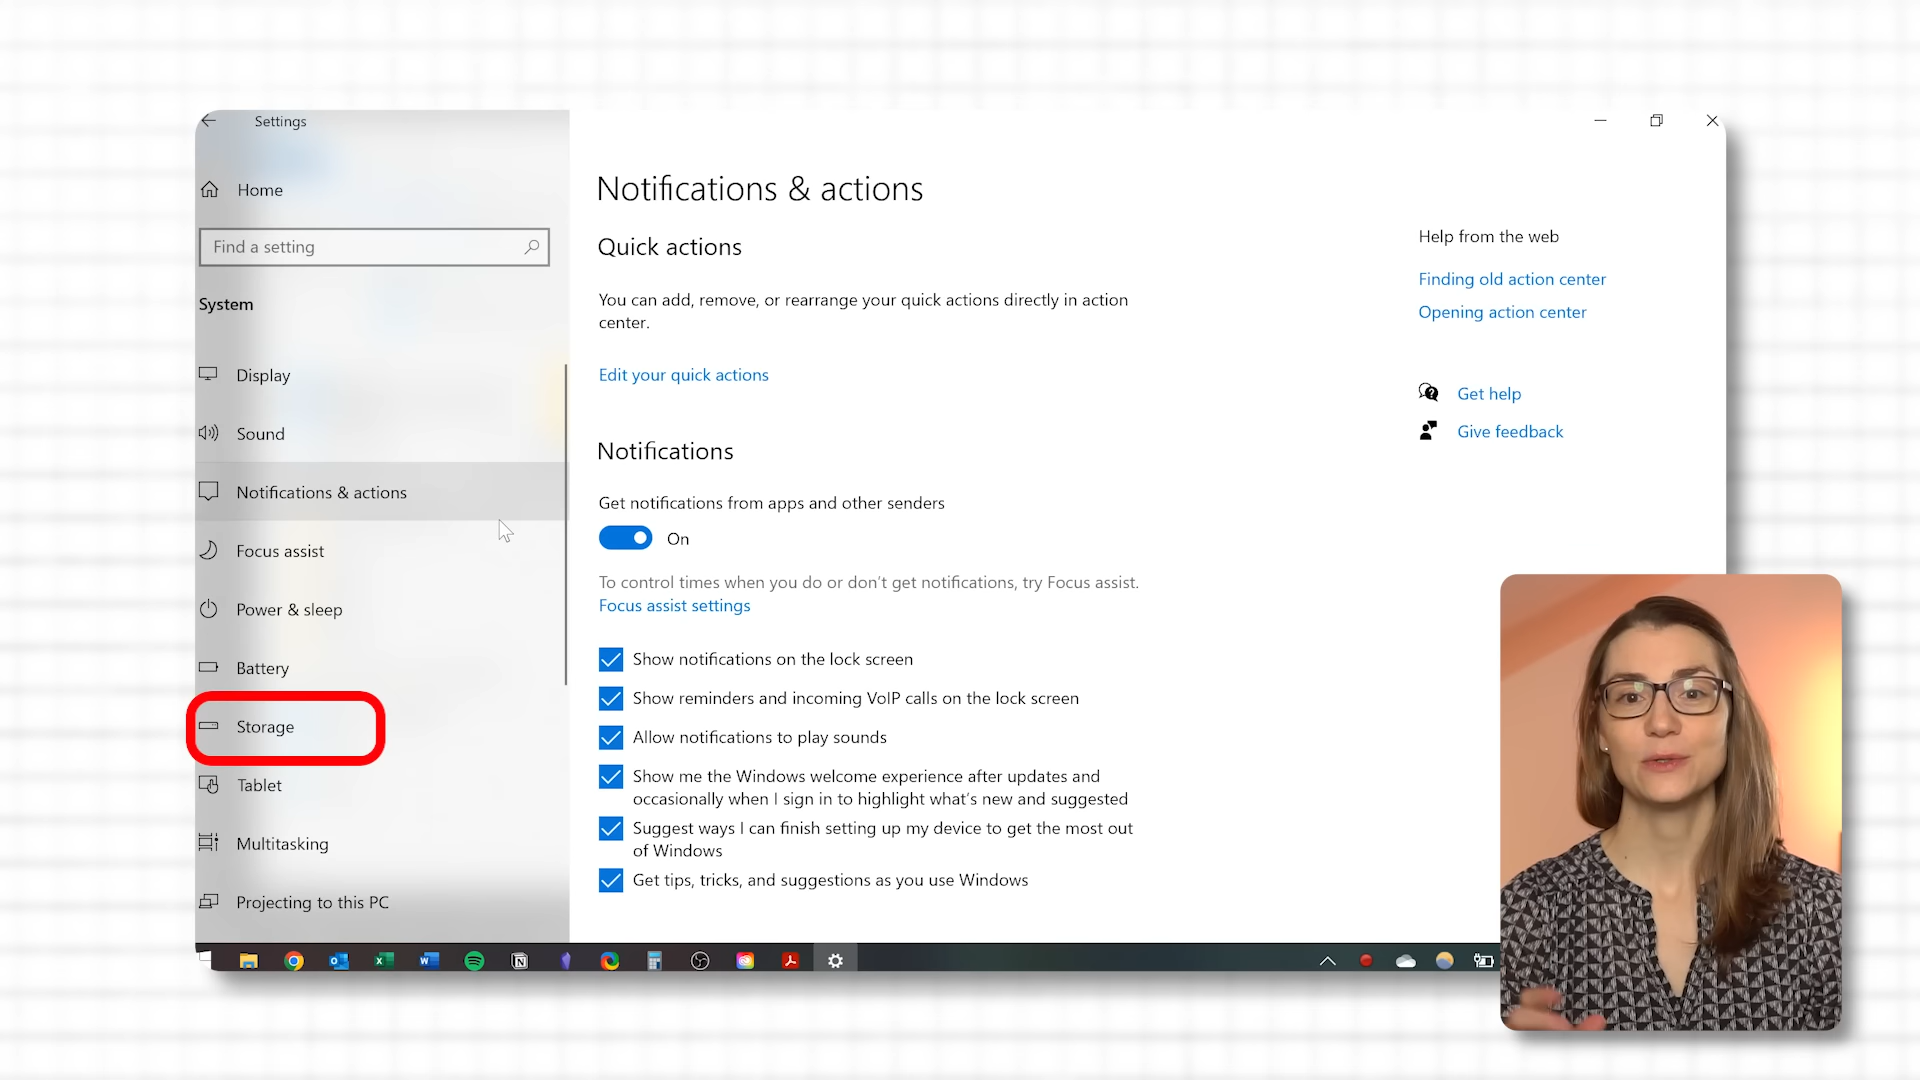 Settings
Home
Find a setting
System
Display
Sound
Notifications & actions
Focus assist
Power & sleep
Battery
Storage
Tablet
Multitasking
Projecting to this PC
Notifications & actions
Quick actions
You can add, remove, or rearrange your quick actions directly in action
center.
Edit your quick actions
Notifications
Get notifications from apps and other senders
On
To control times when you do or don't get notifications, try Focus assist.
Focus assist settings
Show notifications on the lock screen
Show reminders and incoming VoIP calls on the lock screen
Allow notifications to play sounds
Show me the Windows welcome experience after updates and
occasionally when I sign in to highlight what's new and suggested
Suggest ways I can finish setting up my device to get the most out
of Windows
Get tips, tricks, and suggestions as you use Windows
Help from the web
Finding old action center
Opening action center
Get help
Give feedback